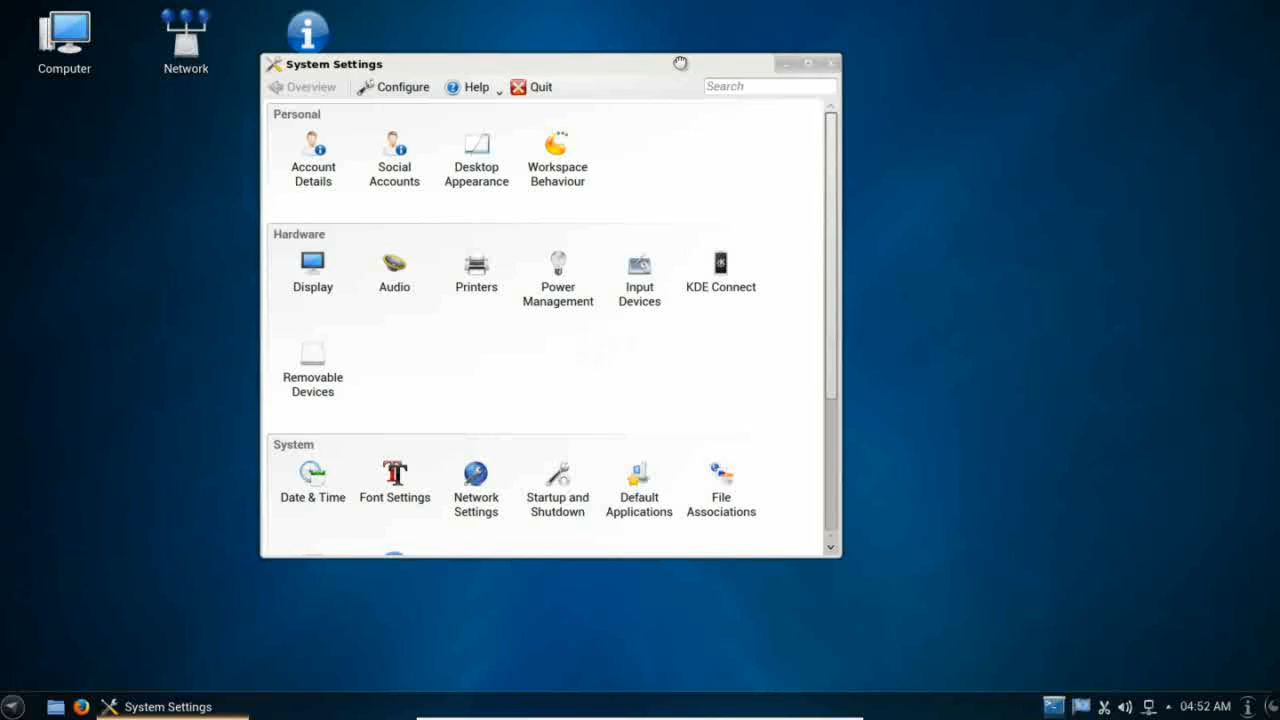 Computer
Network
System Settings
Overview
Configure
Help
Quit
Search
Personal
Account Details
Social Accounts
Desktop Appearance
Workspace Behaviour
Hardware
Display
Audio
Printers
Power Management
Input Devices
KDE Connect
Removable Devices
System
Date & Time
Font Settings
Network Settings
Startup and Shutdown
Default Applications
File Associations
System Settings
04:52 AM